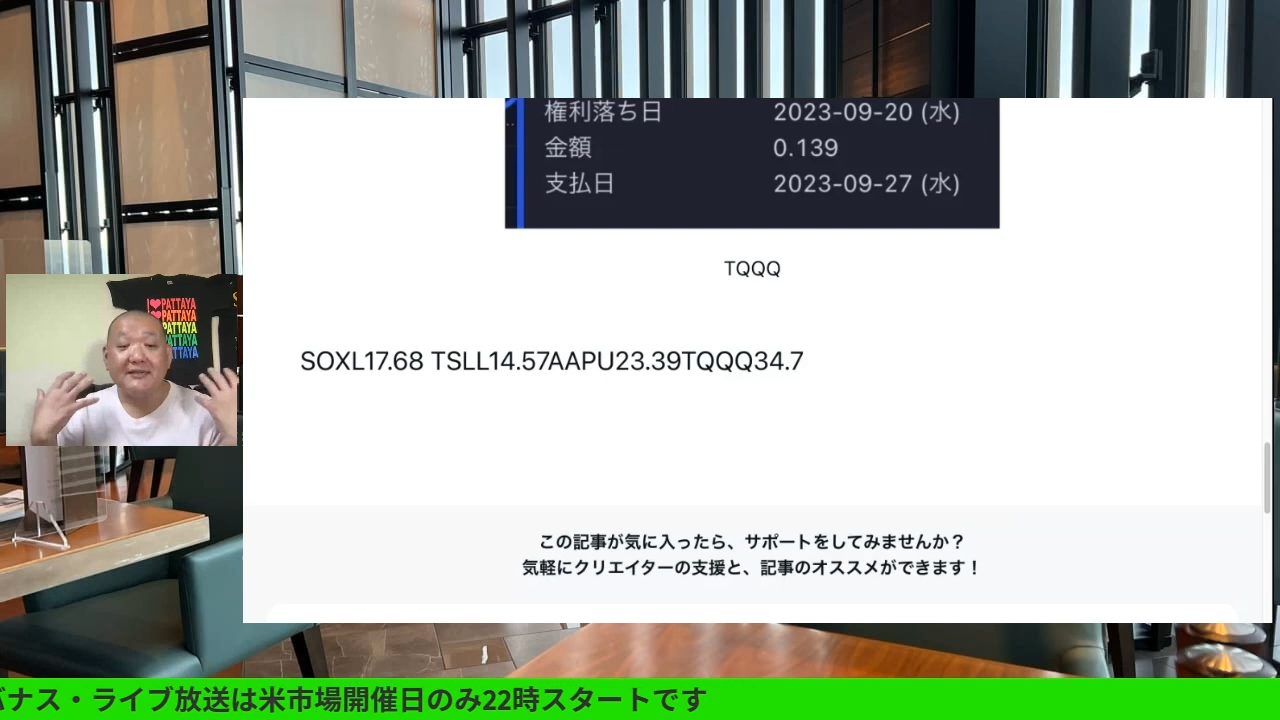 権利落ち日 2023-09-20 (水)
金額 0.139
支払日 2023-09-27 (水)
TQQQ
SOXL17.68 TSLL14.57AAPU23.39TQQQ34.7
I❤PATTAYA
PATTAYA
PATTAYA
PATTAYA
TTAYA
この記事が気に入ったら、サポートをしてみませんか？
気軽にクリエイターの支援と、記事のオススメができます！
バナス・ライブ放送は米市場開催日のみ22時スタートです